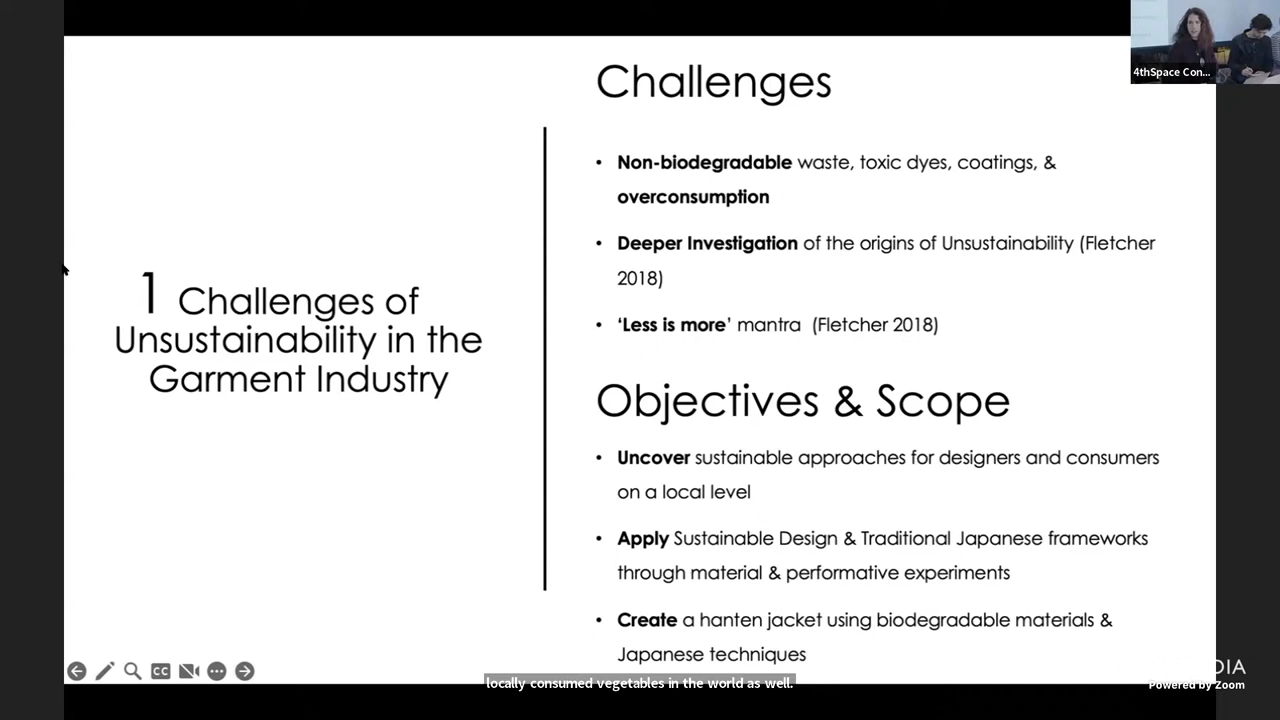 4thSpace Con...
Challenges
• Non-biodegradable waste, toxic dyes, coatings, &
overconsumption
• Deeper Investigation of the origins of Unsustainability (Fletcher
2018)
• ‘Less is more’ mantra (Fletcher 2018)
1 Challenges of
Unsustainability in the
Garment Industry
Objectives & Scope
• Uncover sustainable approaches for designers and consumers
on a local level
• Apply Sustainable Design & Traditional Japanese frameworks
through material & performative experiments
• Create a hanten jacket using biodegradable materials &
Japanese techniques
CC
locally consumed vegetables in the world as well.
Powered by Zoom